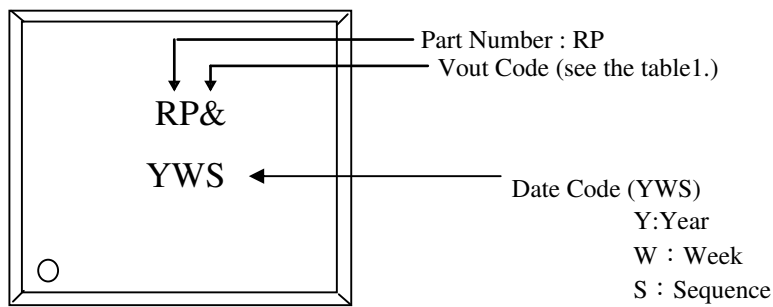 Part Number : RP
Vout Code (see the table1.)
RP&
YWS
Date Code (YWS)
Y:Year
W：Week
S：Sequence